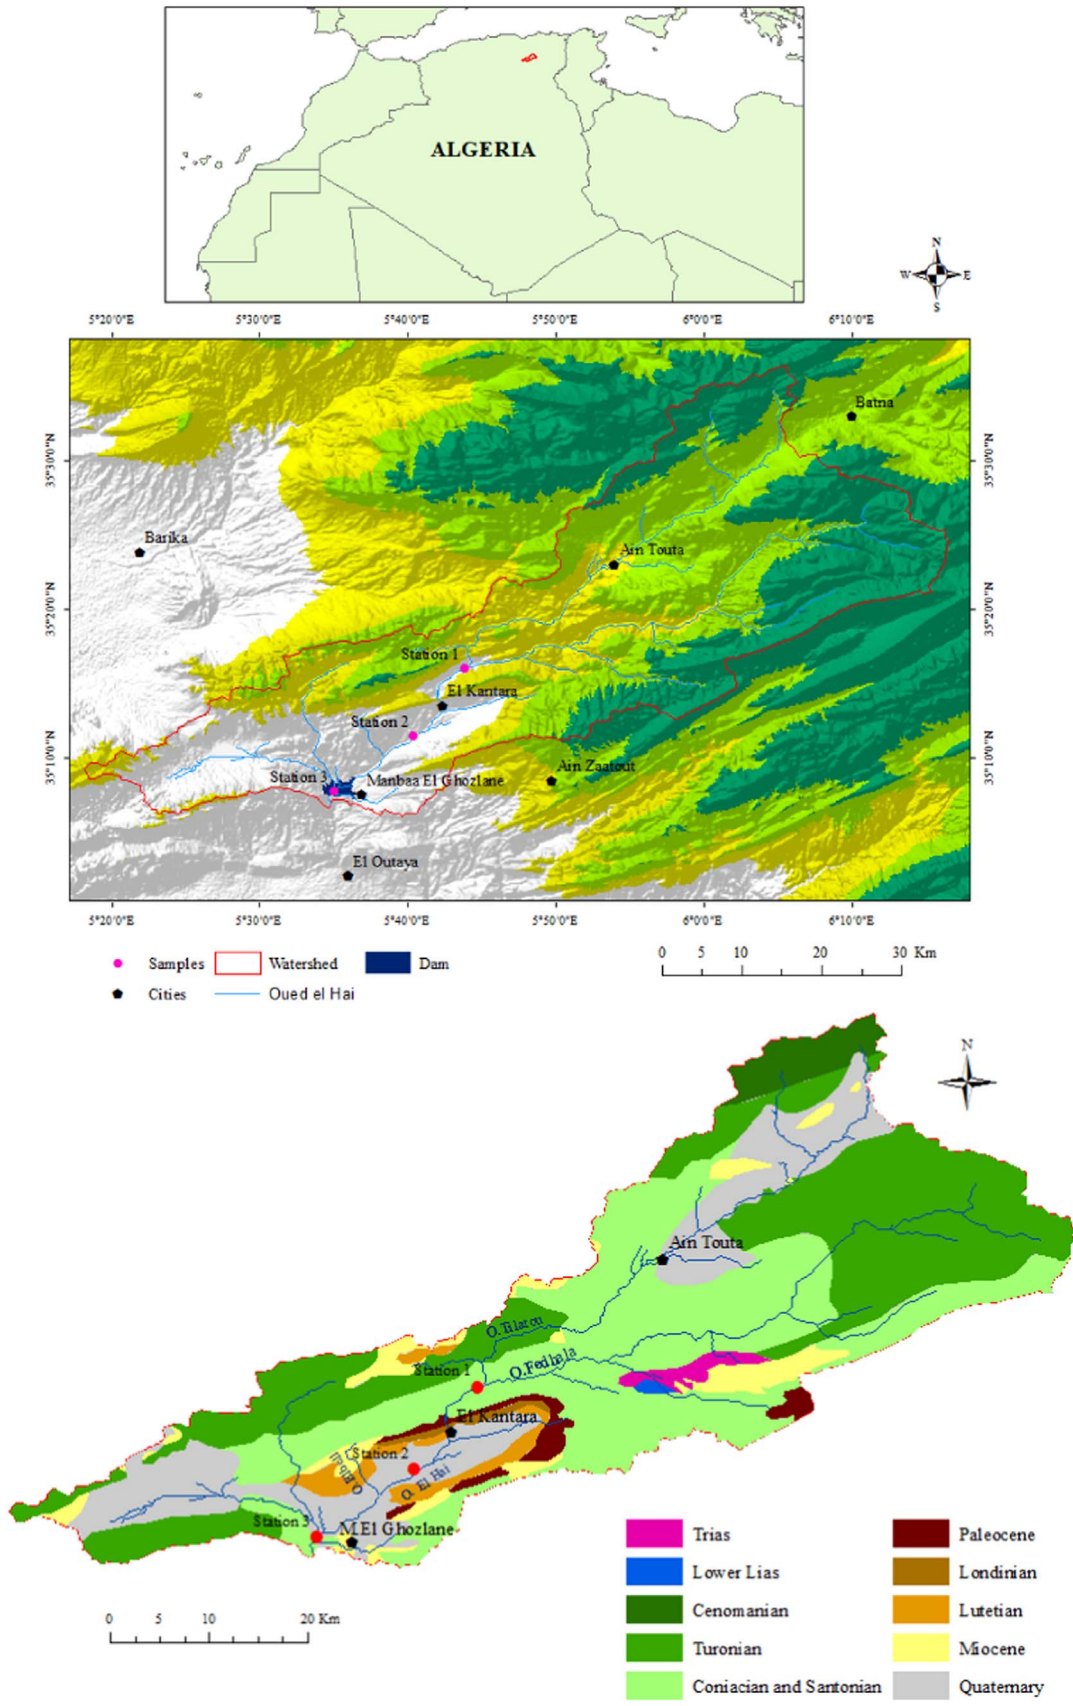 ALGERIA
N
W E
S
5°20'0"E 5°30'0"E 5°40'0"E 5°50'0"E 6°0'0"E 6°10'0"E
Batna
35°30'0"N 35°30'0"N
Barika
Ain Touta
35°20'0"N 35°20'0"N
Station 1
El Kantara
Station 2
35°10'0"N 35°10'0"N
Ain Zaatout
Station 3
Manbaa El Ghozlane
El Outaya
5°20'0"E 5°30'0"E 5°40'0"E 5°50'0"E 6°0'0"E 6°10'0"E
Samples Watershed Dam
Cities Oued el Hai
0 5 10 20 30 Km
N
Ain Touta
O.Tilatou
O.Fedhala
Station 1
El Kantara
Station 2
O. El Hai
Station 3
M.El Ghozlane
0 5 10 20 Km
Trias Paleocene
Lower Lias Londinian
Cenomanian Lutetian
Turonian Miocene
Coniacian and Santonian Quaternary